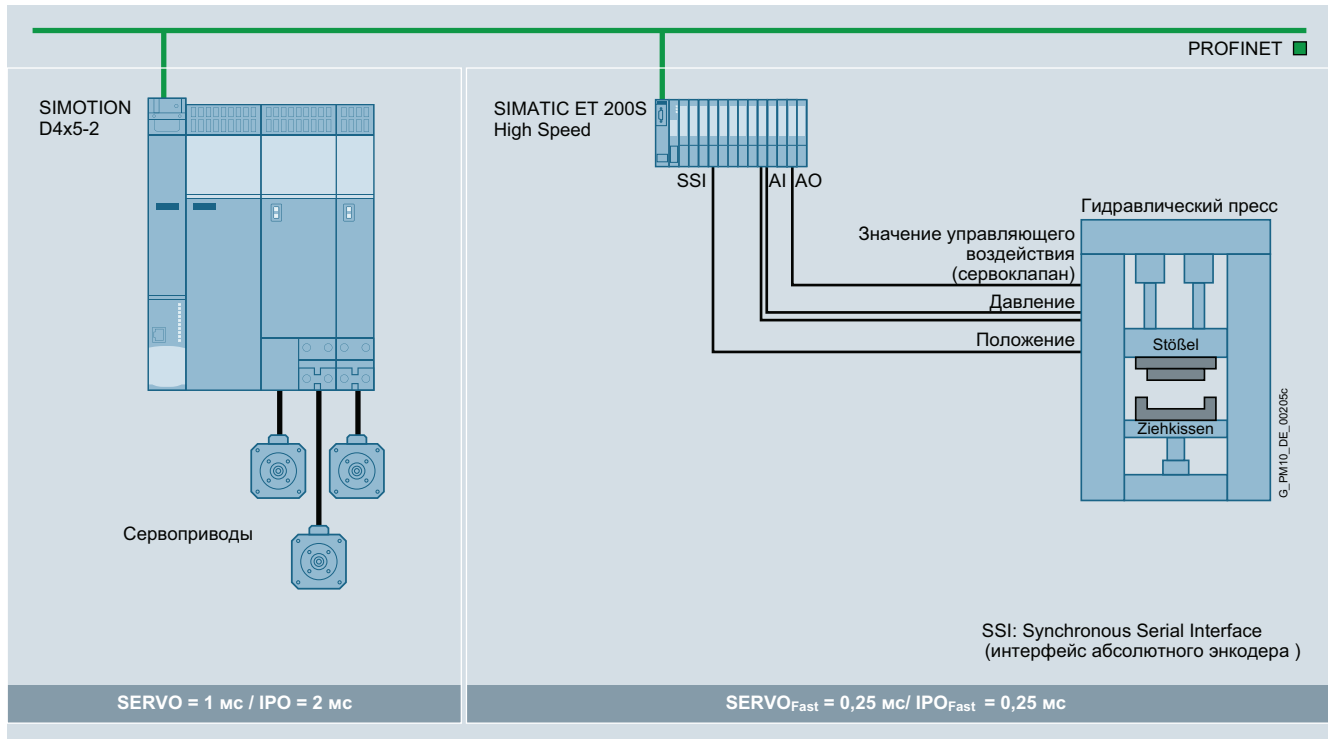 PROFINET
SIMOTION
D4x5-2
SIMATIC ET 200S
High Speed
SSI
AI
AO
Гидравлический пресс
Значение управляющего
воздействия
(сервоклапан)
Давление
Положение
Stößel
Ziehkissen
G_PM10_DE_00205c
Сервоприводы
SSI: Synchronous Serial Interface
(интерфейс абсолютного энкодера )
SERVO = 1 мс / IPO = 2 мс
SERVOFast = 0,25 мс/ IPOFast = 0,25 мс